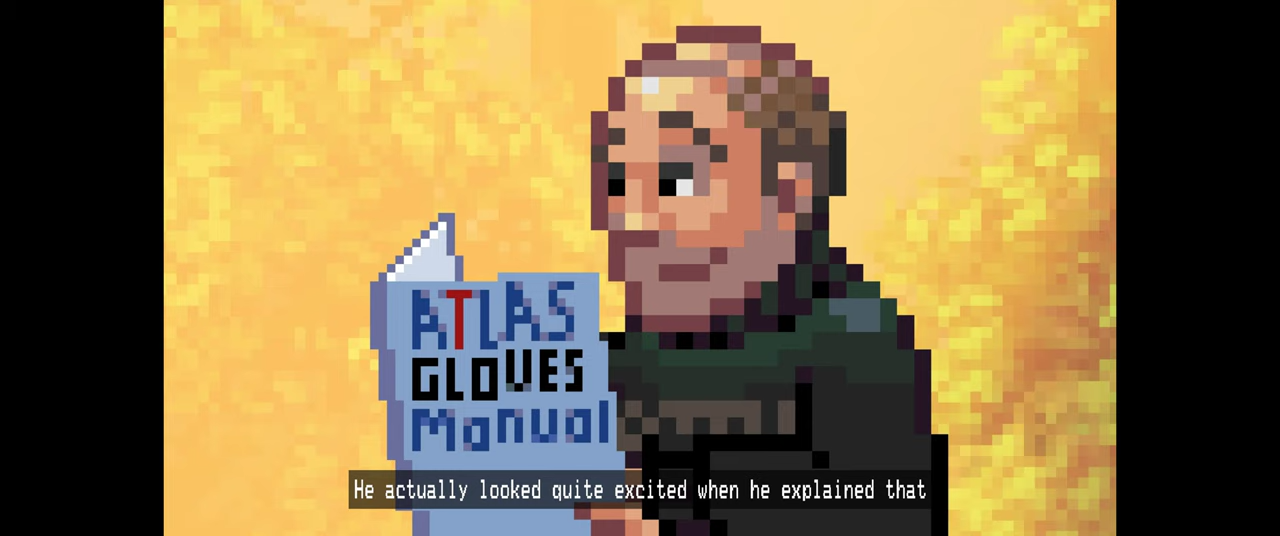 ATLAS
GLOVES
Manual
He actually looked quite excited when he explained that